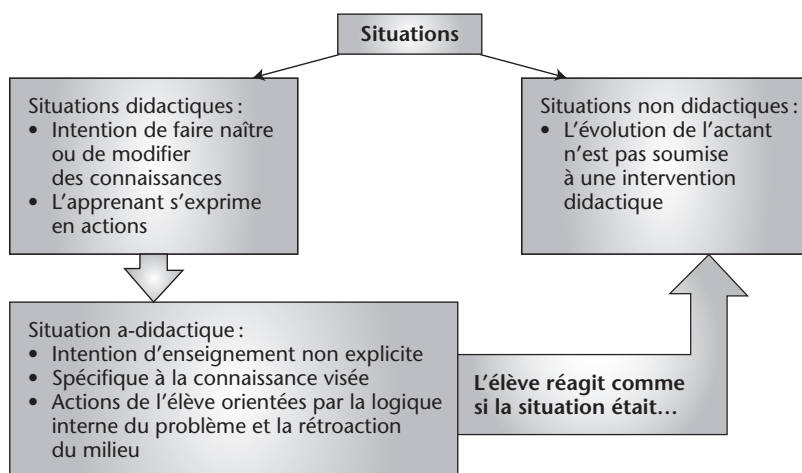 Situations
Situations didactiques :
• Intention de faire naître
ou de modifier
des connaissances
• L'apprenant s'exprime
en actions
Situations non didactiques :
• L'évolution de l'actant
n'est pas soumise
à une intervention
didactique
Situation a-didactique :
• Intention d'enseignement non explicite
• Spécifique à la connaissance visée
• Actions de l'élève orientées par la logique
interne du problème et la rétroaction
du milieu
L'élève réagit comme
si la situation était…